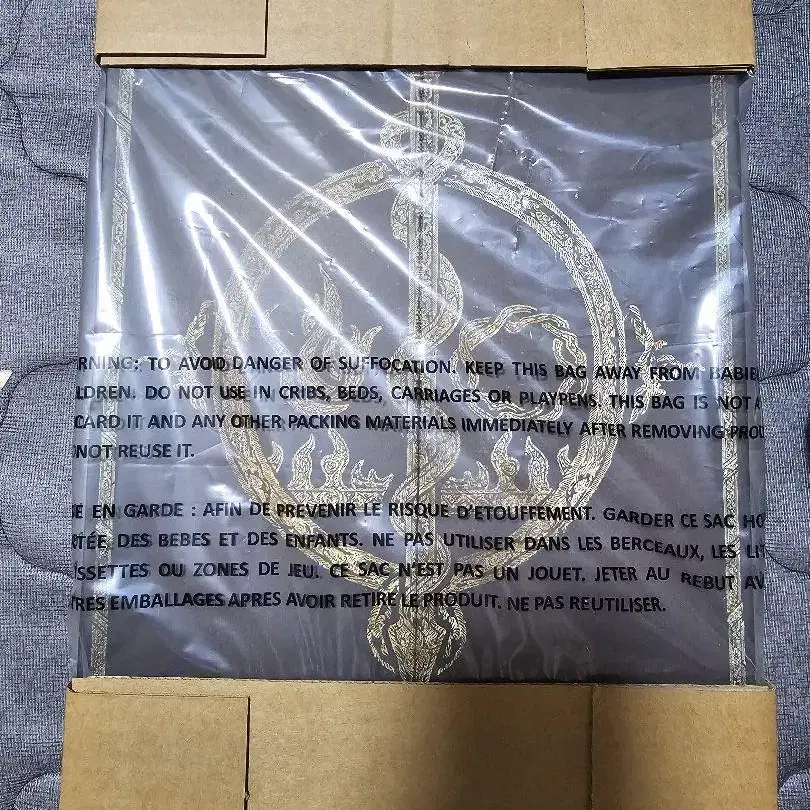 RNING: TO AVOID DANGER OF SUFFOCATION. KEEP THIS BAG AWAY FROM BABIE
LDREN. DO NOT USE IN CRIBS, BEDS, CARRIAGES OR PLAYPENS. THIS BAG IS NOT A
CARD IT AND ANY OTHER PACKING MATERIALS IMMEDIATELY AFTER REMOVING PROD
NOT REUSE IT.
E EN GARDE : AFIN DE PREVENIR LE RISQUE D'ETOUFFEMENT. GARDER CE SAC HO
RTÉE DES BEBES ET DES ENFANTS. NE PAS UTILISER DANS LES BERCEAUX, LES LI
SSETTES OU ZONES DE JEU. CE SAC N'EST PAS UN JOUET. JETER AU REBUT AV
TRES EMBALLAGES APRES AVOIR RETIRE LE PRODUIT. NE PAS REUTILISER.